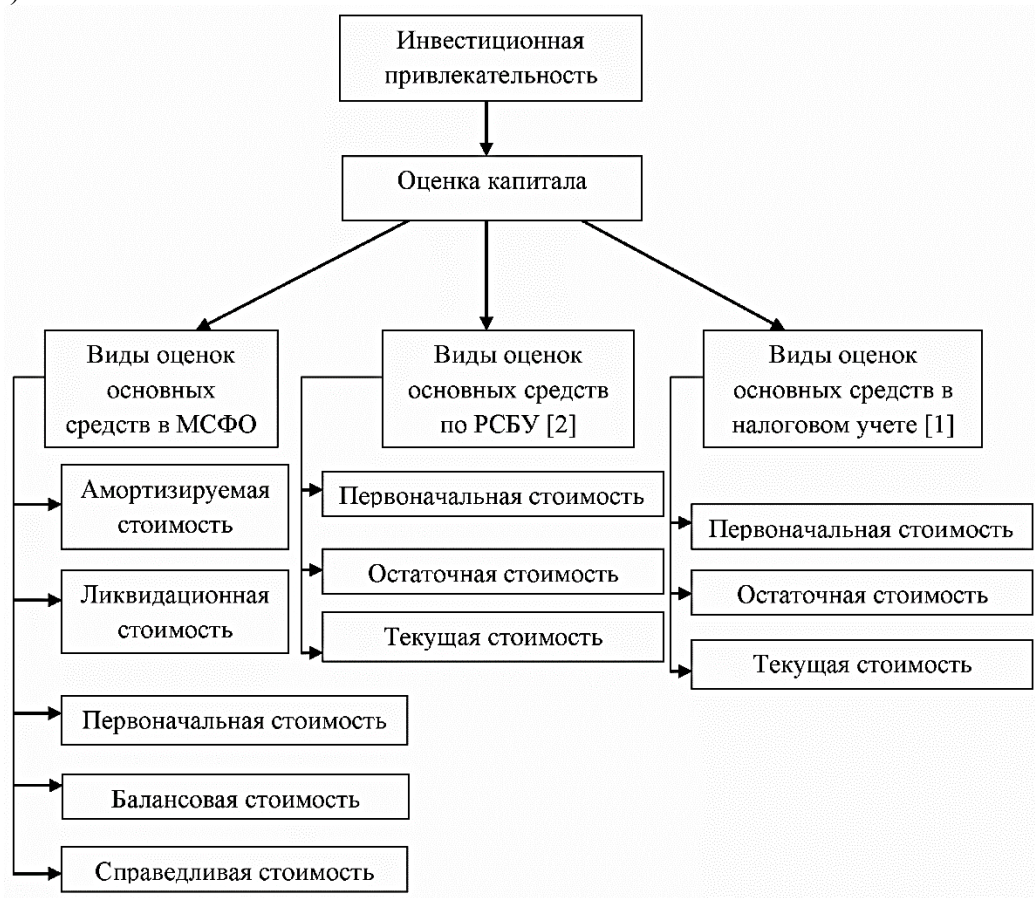 )
Инвестиционная
привлекательность
Оценка капитала
Виды оценок
основных
средств в МСФО
Амортизируемая
стоимость
Ликвидационная
стоимость
Первоначальная стоимость
Балансовая стоимость
Справедливая стоимость
Виды оценок
основных средств
по РСБУ [2]
Первоначальная стоимость
Остаточная стоимость
Текущая стоимость
Виды оценок
основных средств в
налоговом учете [1]
Первоначальная стоимость
Остаточная стоимость
Текущая стоимость